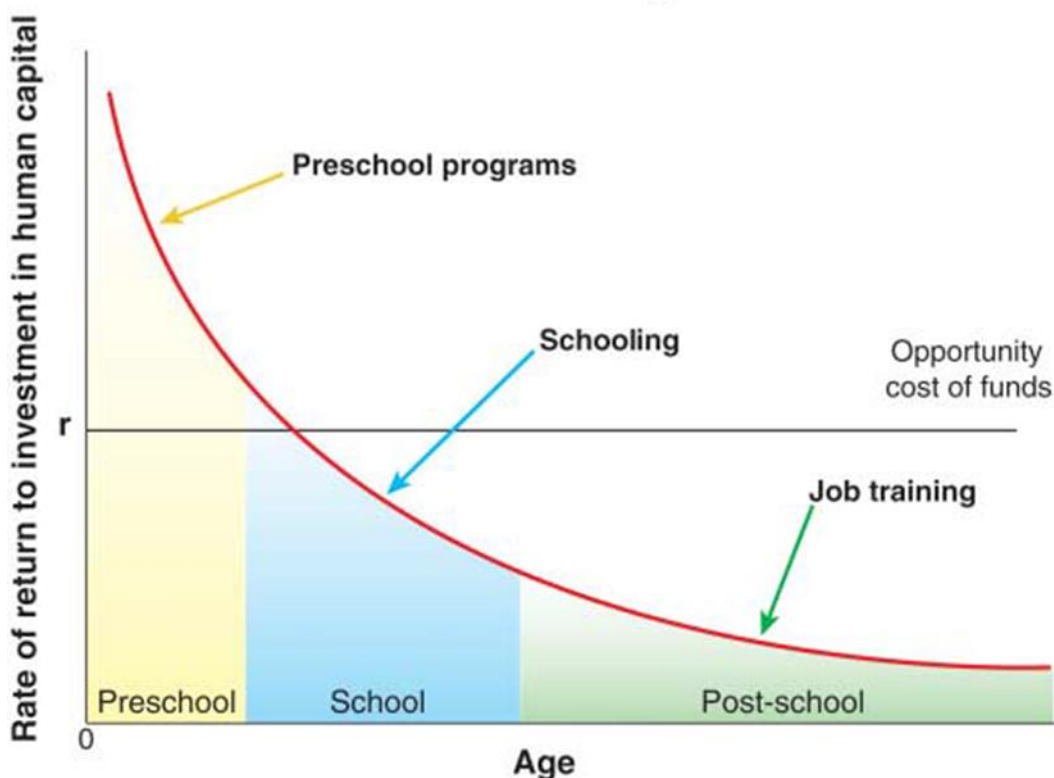 Rate of return to investment in human capital
Preschool programs
Schooling
Opportunity
cost of funds
r
Job training
Preschool
School
Post-school
0
Age